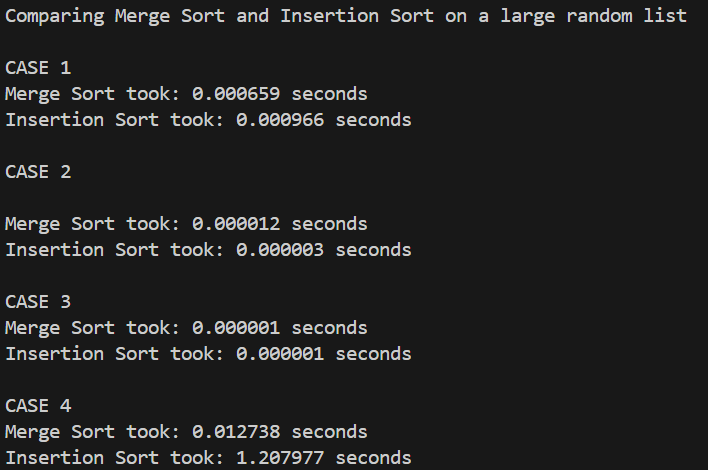 Comparing Merge Sort and Insertion Sort on a large random list
CASE 1
Merge Sort took: 0.000659 seconds
Insertion Sort took: 0.000966 seconds
CASE 2
Merge Sort took: 0.000012 seconds
Insertion Sort took: 0.000003 seconds
CASE 3
Merge Sort took: 0.000001 seconds
Insertion Sort took: 0.000001 seconds
CASE 4
Merge Sort took: 0.012738 seconds
Insertion Sort took: 1.207977 seconds